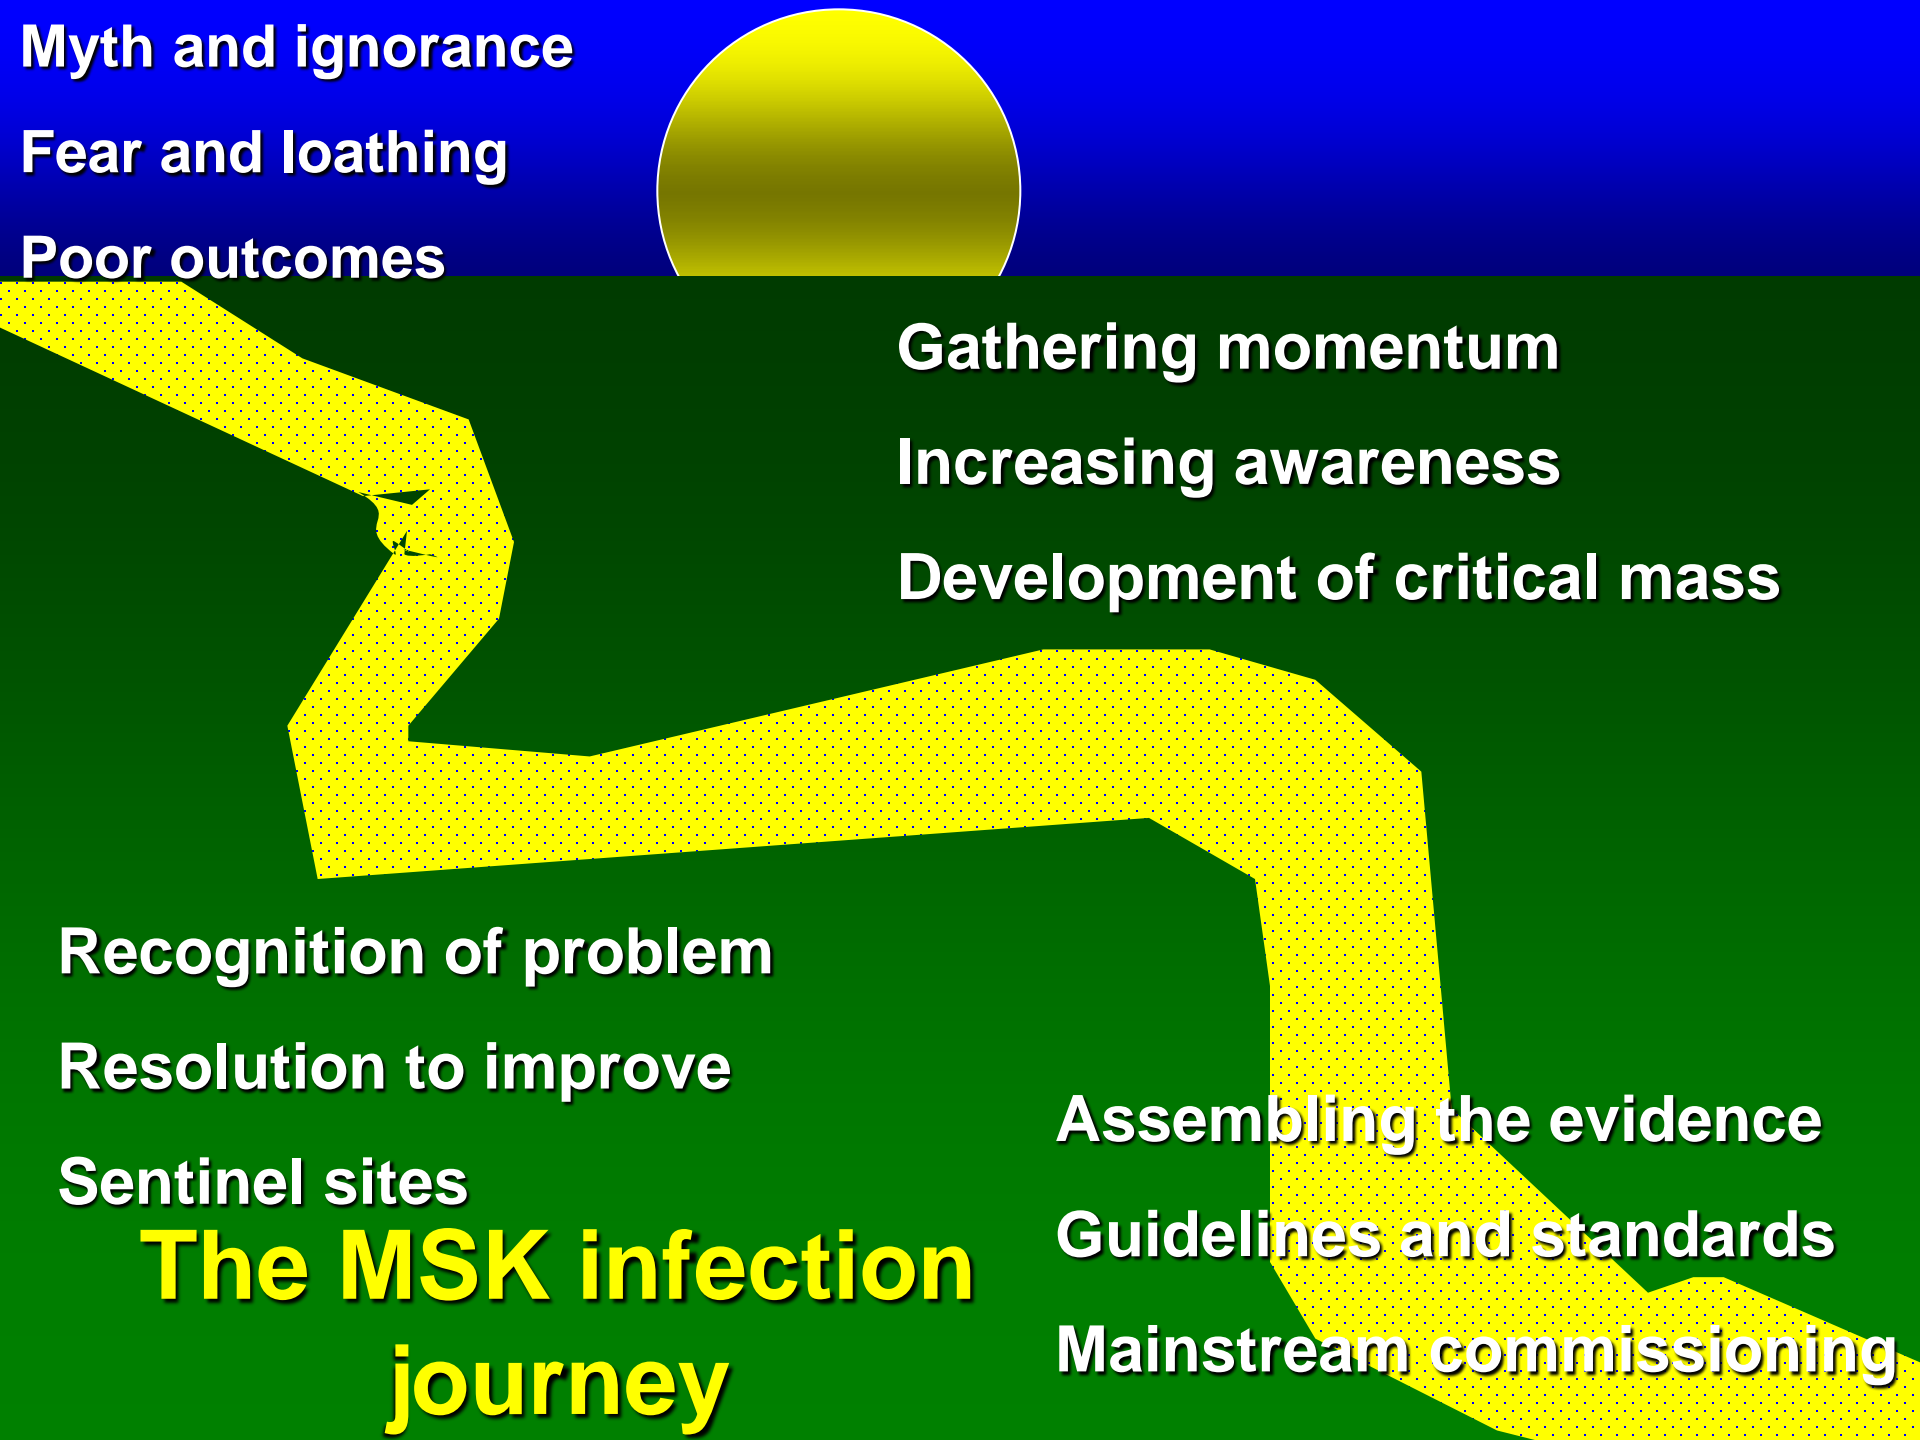 Myth and ignorance
Fear and loathing
Poor outcomes
Gathering momentum
Increasing awareness
Development of critical mass
Recognition of problem
Resolution to improve
Sentinel sites
Assembling the evidence
Guidelines and standards
Mainstream commissioning
The MSK infection
journey